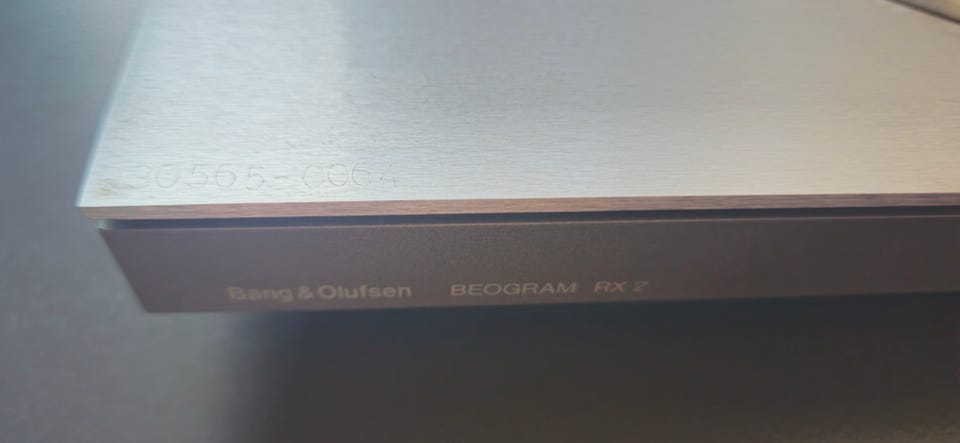 30565-0064
Bang & Olufsen BEOGRAM RX 2